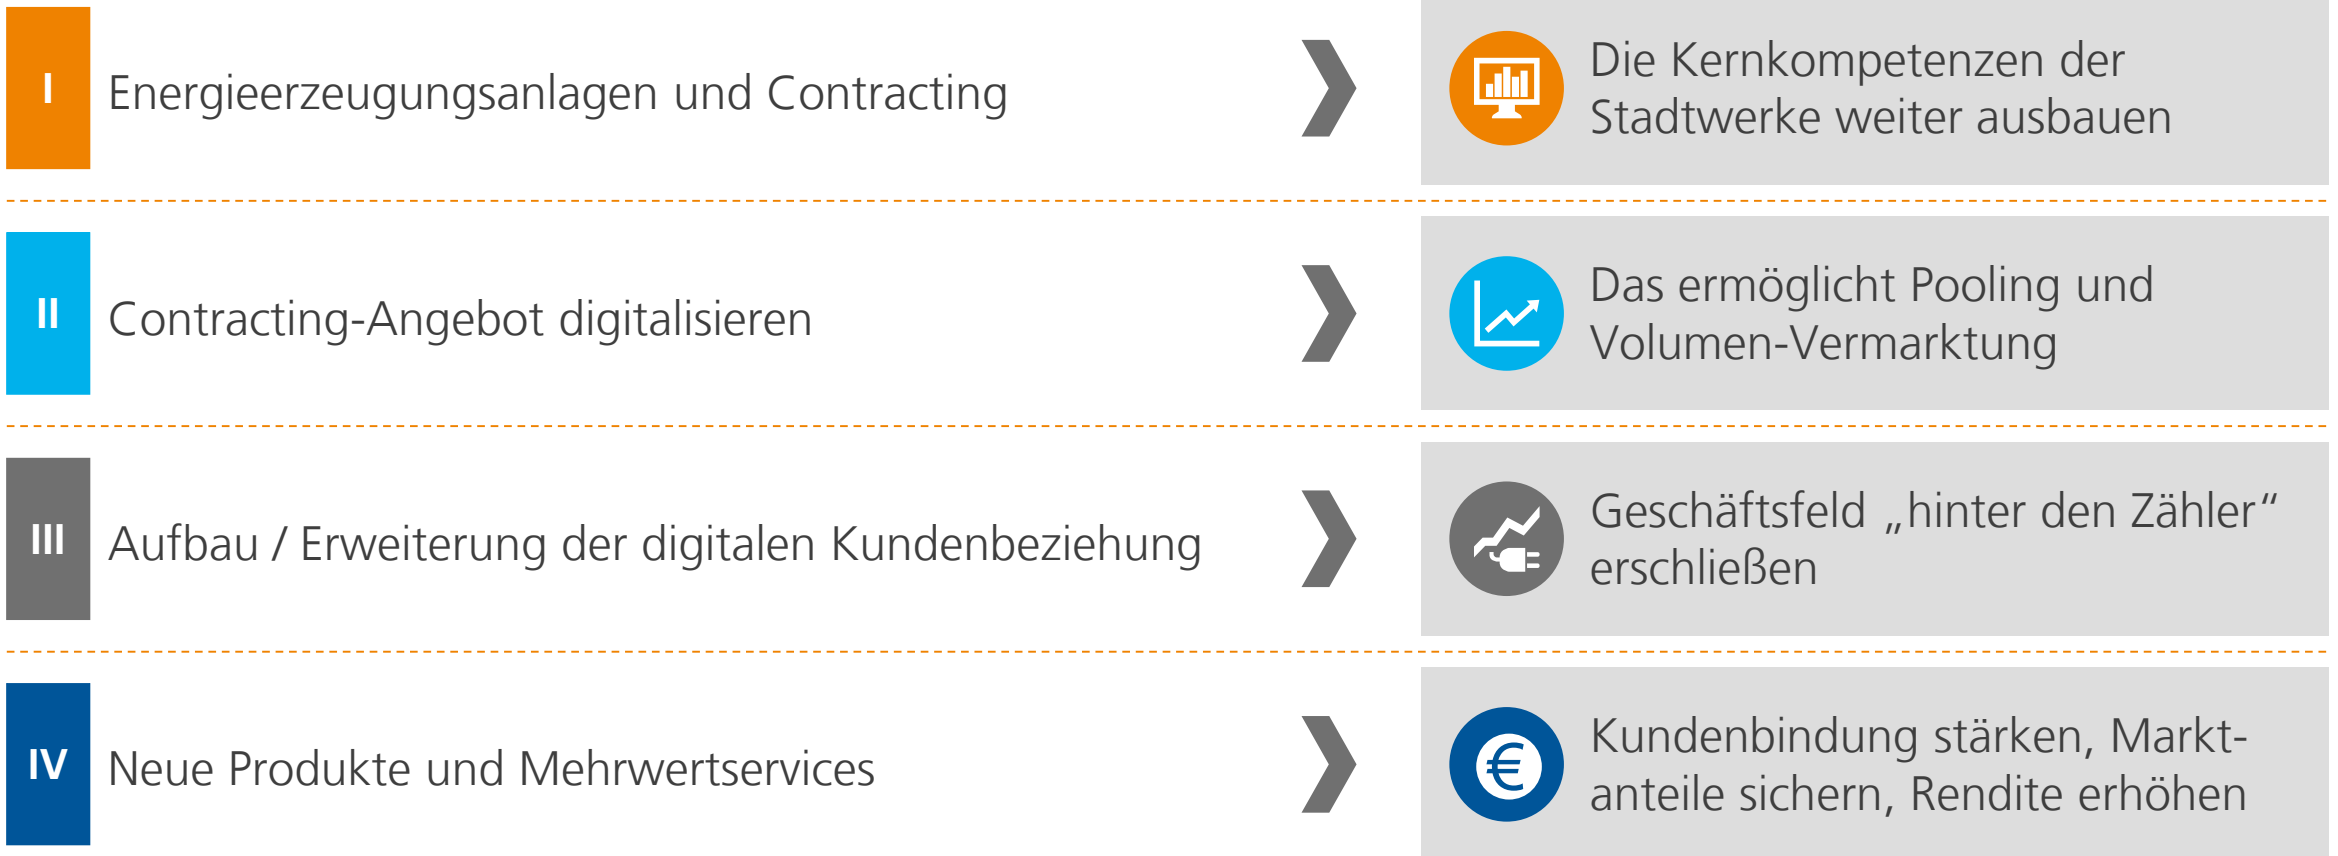 I
Energieerzeugungsanlagen und Contracting
Die Kernkompetenzen der
Stadtwerke weiter ausbauen
II
Contracting-Angebot digitalisieren
Das ermöglicht Pooling und
Volumen-Vermarktung
III
Aufbau / Erweiterung der digitalen Kundenbeziehung
Geschäftsfeld „hinter den Zähler“
erschließen
IV
Neue Produkte und Mehrwertservices
€
Kundenbindung stärken, Markt-
anteile sichern, Rendite erhöhen